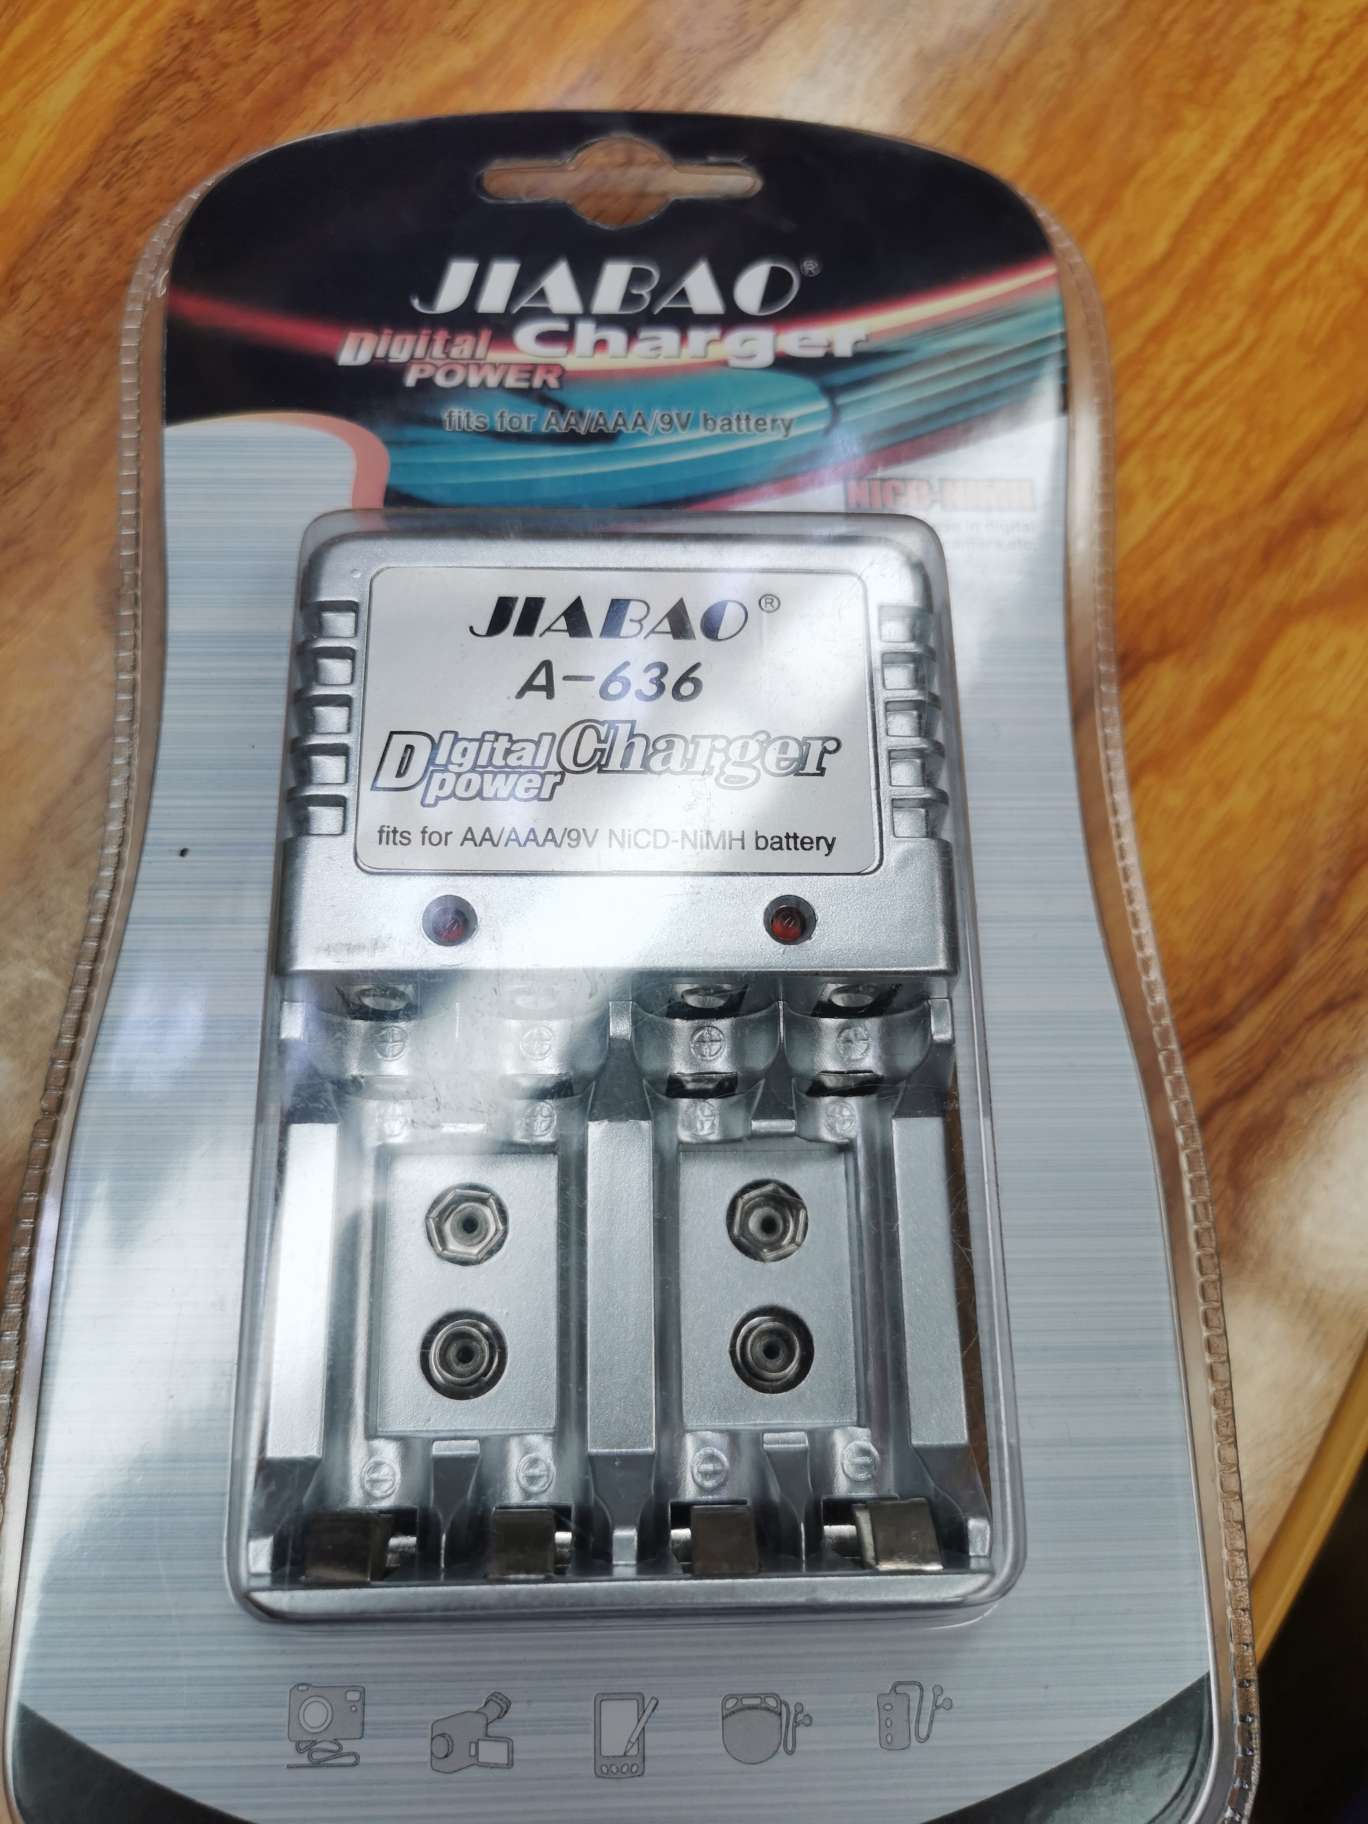 JIABAO®
Digital Charger
POWER
fits for AA/AAA/9V battery
NICD-NIMH
JIABAO®
A-636
DIgital Charger
power
fits for AA/AAA/9V NiCD-NiMH battery